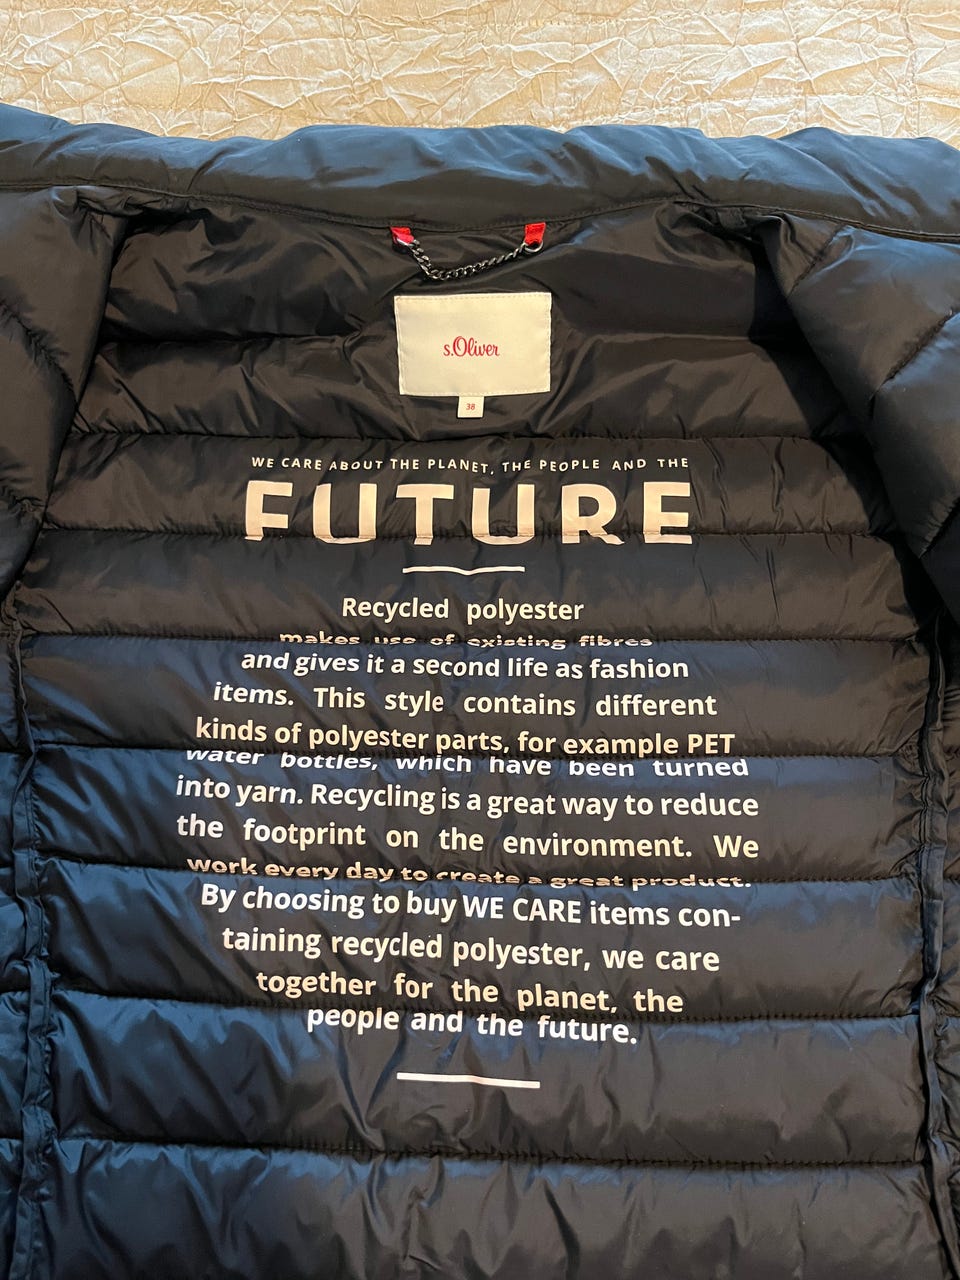 s.Oliver
38
WE CARE ABOUT THE PLANET, THE PEOPLE AND THE
FUTURE
Recycled polyester
makes use of existing fibres
and gives it a second life as fashion
items. This style contains different
kinds of polyester parts, for example PET
water bottles, which have been turned
into yarn. Recycling is a great way to reduce
the footprint on the environment. We
work every day to create a great product.
By choosing to buy WE CARE items con-
taining recycled polyester, we care
together for the planet, the
people and the future.